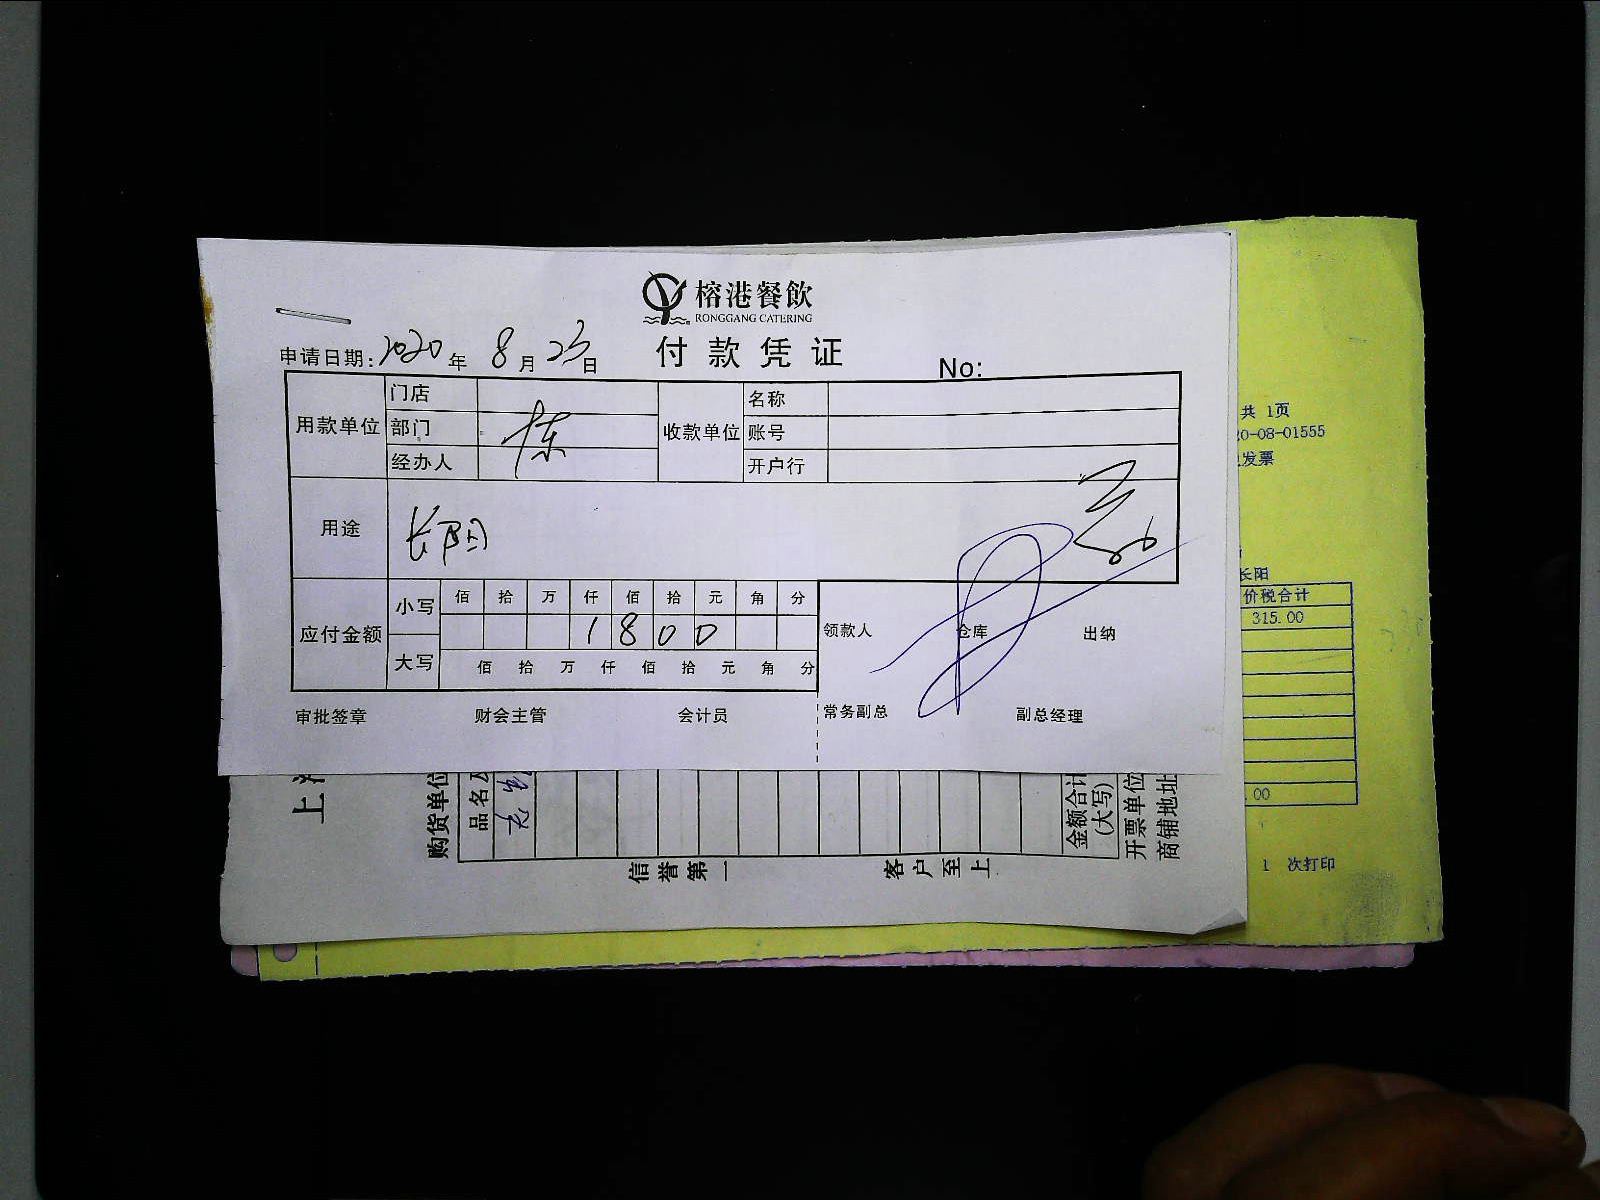 榕港餐飲
RONGGANG CATERING
付款凭证
申请日期: 2020 年 8 月 23 日
No:
用款单位 门店 收款单位 名称
部门 账号
经办人 开户行
用途 长阳
应付金额 小写 佰 拾 万 仟 佰 拾 元 角 分
1 8 0 0
大写 佰 拾 万 仟 佰 拾 元 角 分
领款人 仓库 出纳
审批签章 财会主管 会计员 常务副总 副总经理
上
购货单位
品名
金额合计
(大写)
开票单位
商铺地址
信誉第一 客户至上
共 1页
0-08-01555
发票
长阳
价税合计
315.00
.00
1 次打印